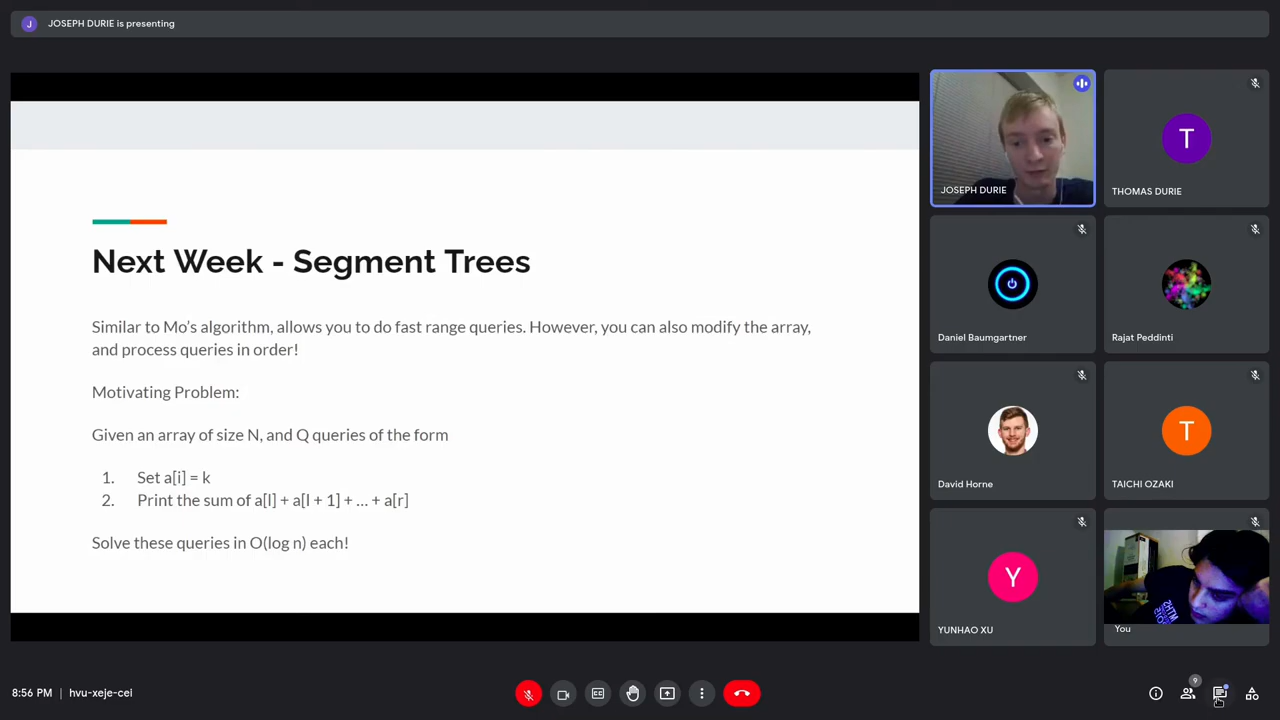 J JOSEPH DURIE is presenting
Next Week - Segment Trees
Similar to Mo's algorithm, allows you to do fast range queries. However, you can also modify the array,
and process queries in order!
Motivating Problem:
Given an array of size N, and Q queries of the form
1. Set a[i] = k
2. Print the sum of a[l] + a[l + 1] + … + a[r]
Solve these queries in O(log n) each!
JOSEPH DURIE
T
THOMAS DURIE
Daniel Baumgartner
Rajat Peddinti
David Horne
T
TAICHI OZAKI
Y
YUNHAO XU
You
8:56 PM | hvu-xeje-cei
9